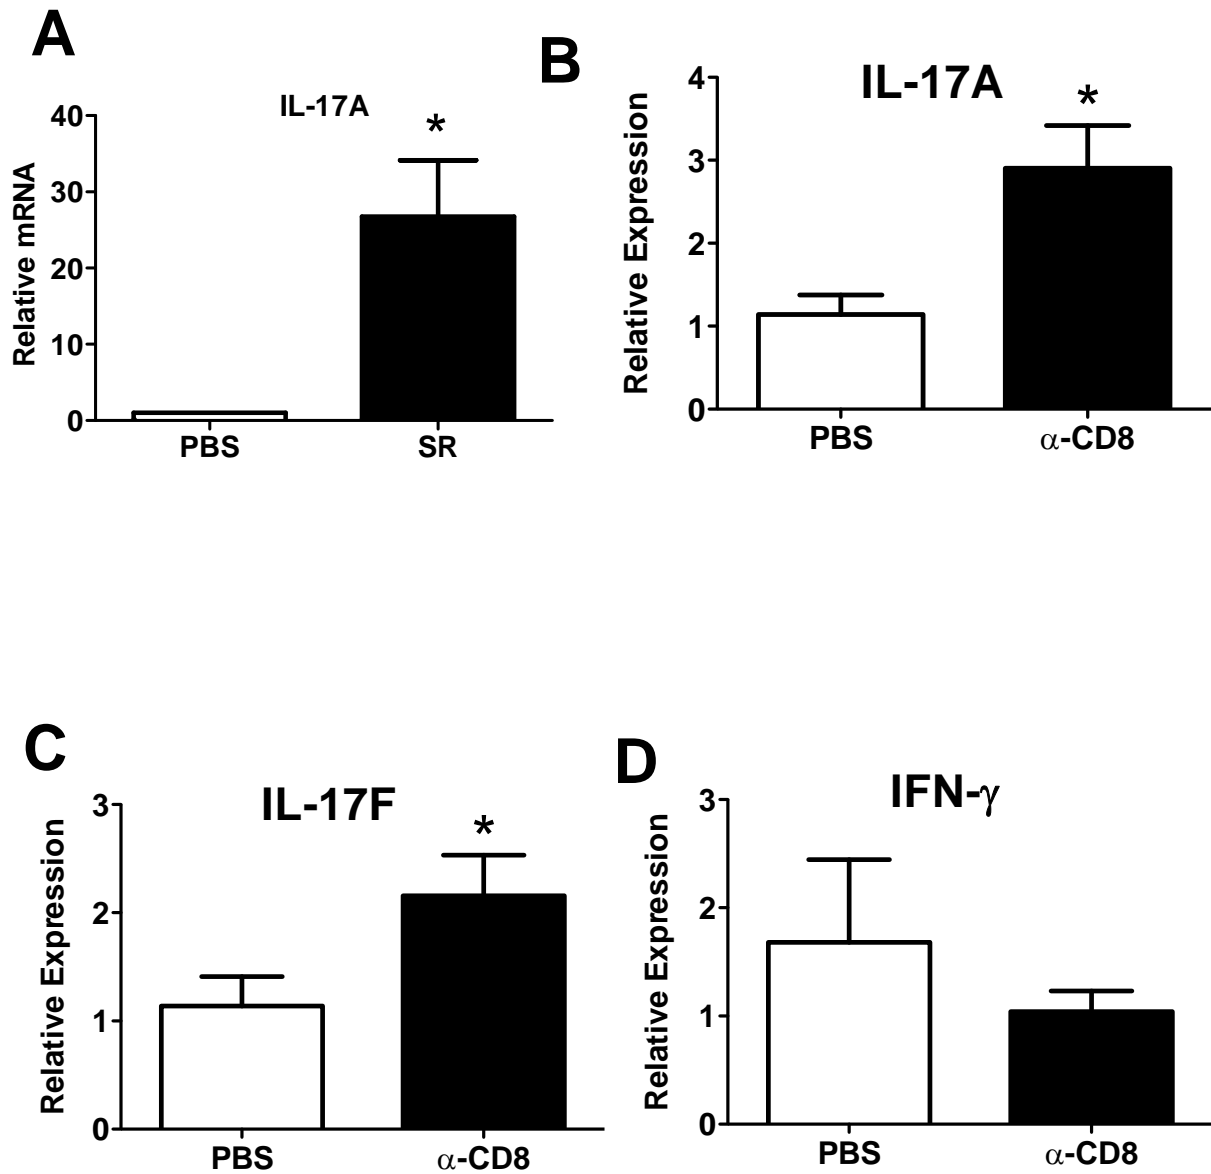 A
IL-17A
*
Relative mRNA
40
30
20
10
0
PBS
SR
B
IL-17A
*
Relative Expression
4
3
2
1
0
PBS
α-CD8
C
IL-17F
*
Relative Expression
3
2
1
0
PBS
α-CD8
D
IFN-γ
Relative Expression
3
2
1
0
PBS
α-CD8